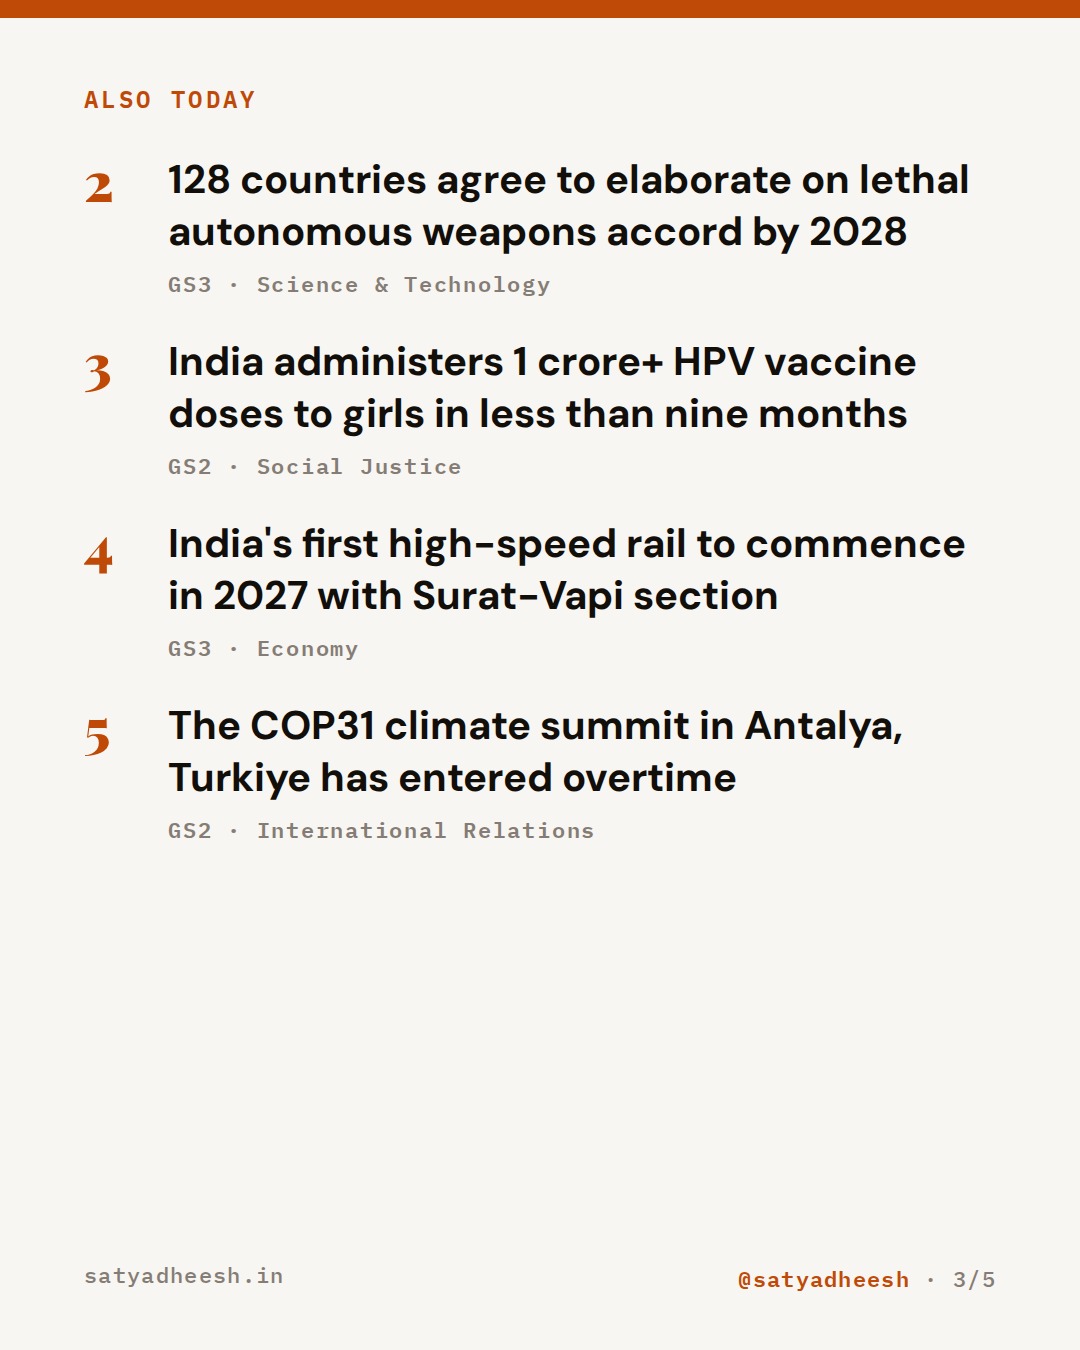 ALSO TODAY
2
128 countries agree to elaborate on lethal
autonomous weapons accord by 2028
GS3 · Science & Technology
3
India administers 1 crore+ HPV vaccine
doses to girls in less than nine months
GS2 · Social Justice
4
India's first high-speed rail to commence
in 2027 with Surat-Vapi section
GS3 · Economy
5
The COP31 climate summit in Antalya,
Turkiye has entered overtime
GS2 · International Relations
satyadheesh.in
@satyadheesh · 3/5